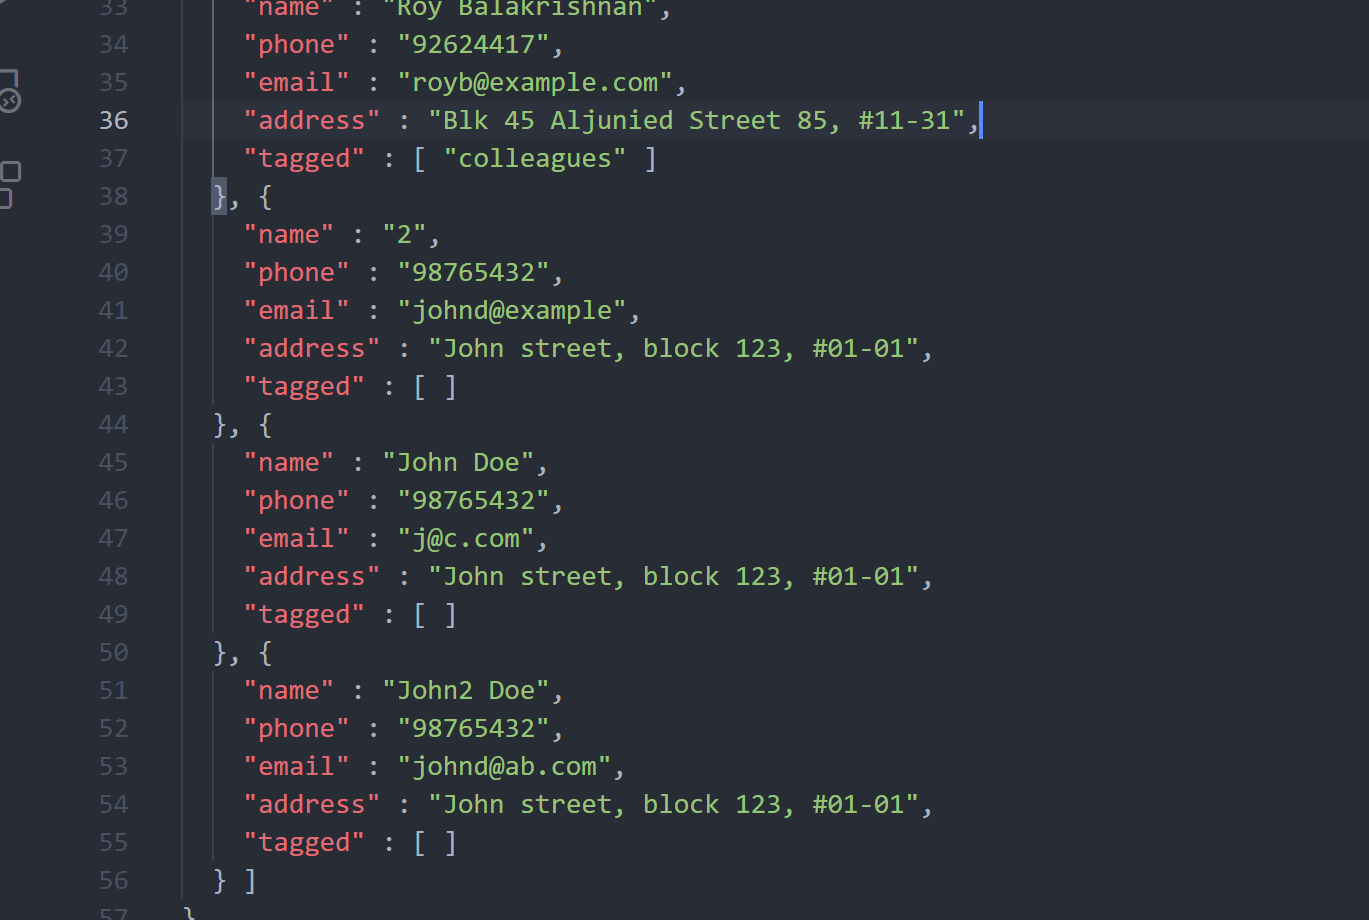 33 "name" : "Roy Balakrishnan",
34 "phone" : "92624417",
35 "email" : "royb@example.com",
36 "address" : "Blk 45 Aljunied Street 85, #11-31",
37 "tagged" : [ "colleagues" ]
38 }, {
39 "name" : "2",
40 "phone" : "98765432",
41 "email" : "johnd@example",
42 "address" : "John street, block 123, #01-01",
43 "tagged" : [ ]
44 }, {
45 "name" : "John Doe",
46 "phone" : "98765432",
47 "email" : "j@c.com",
48 "address" : "John street, block 123, #01-01",
49 "tagged" : [ ]
50 }, {
51 "name" : "John2 Doe",
52 "phone" : "98765432",
53 "email" : "johnd@ab.com",
54 "address" : "John street, block 123, #01-01",
55 "tagged" : [ ]
56 } ]
57 }